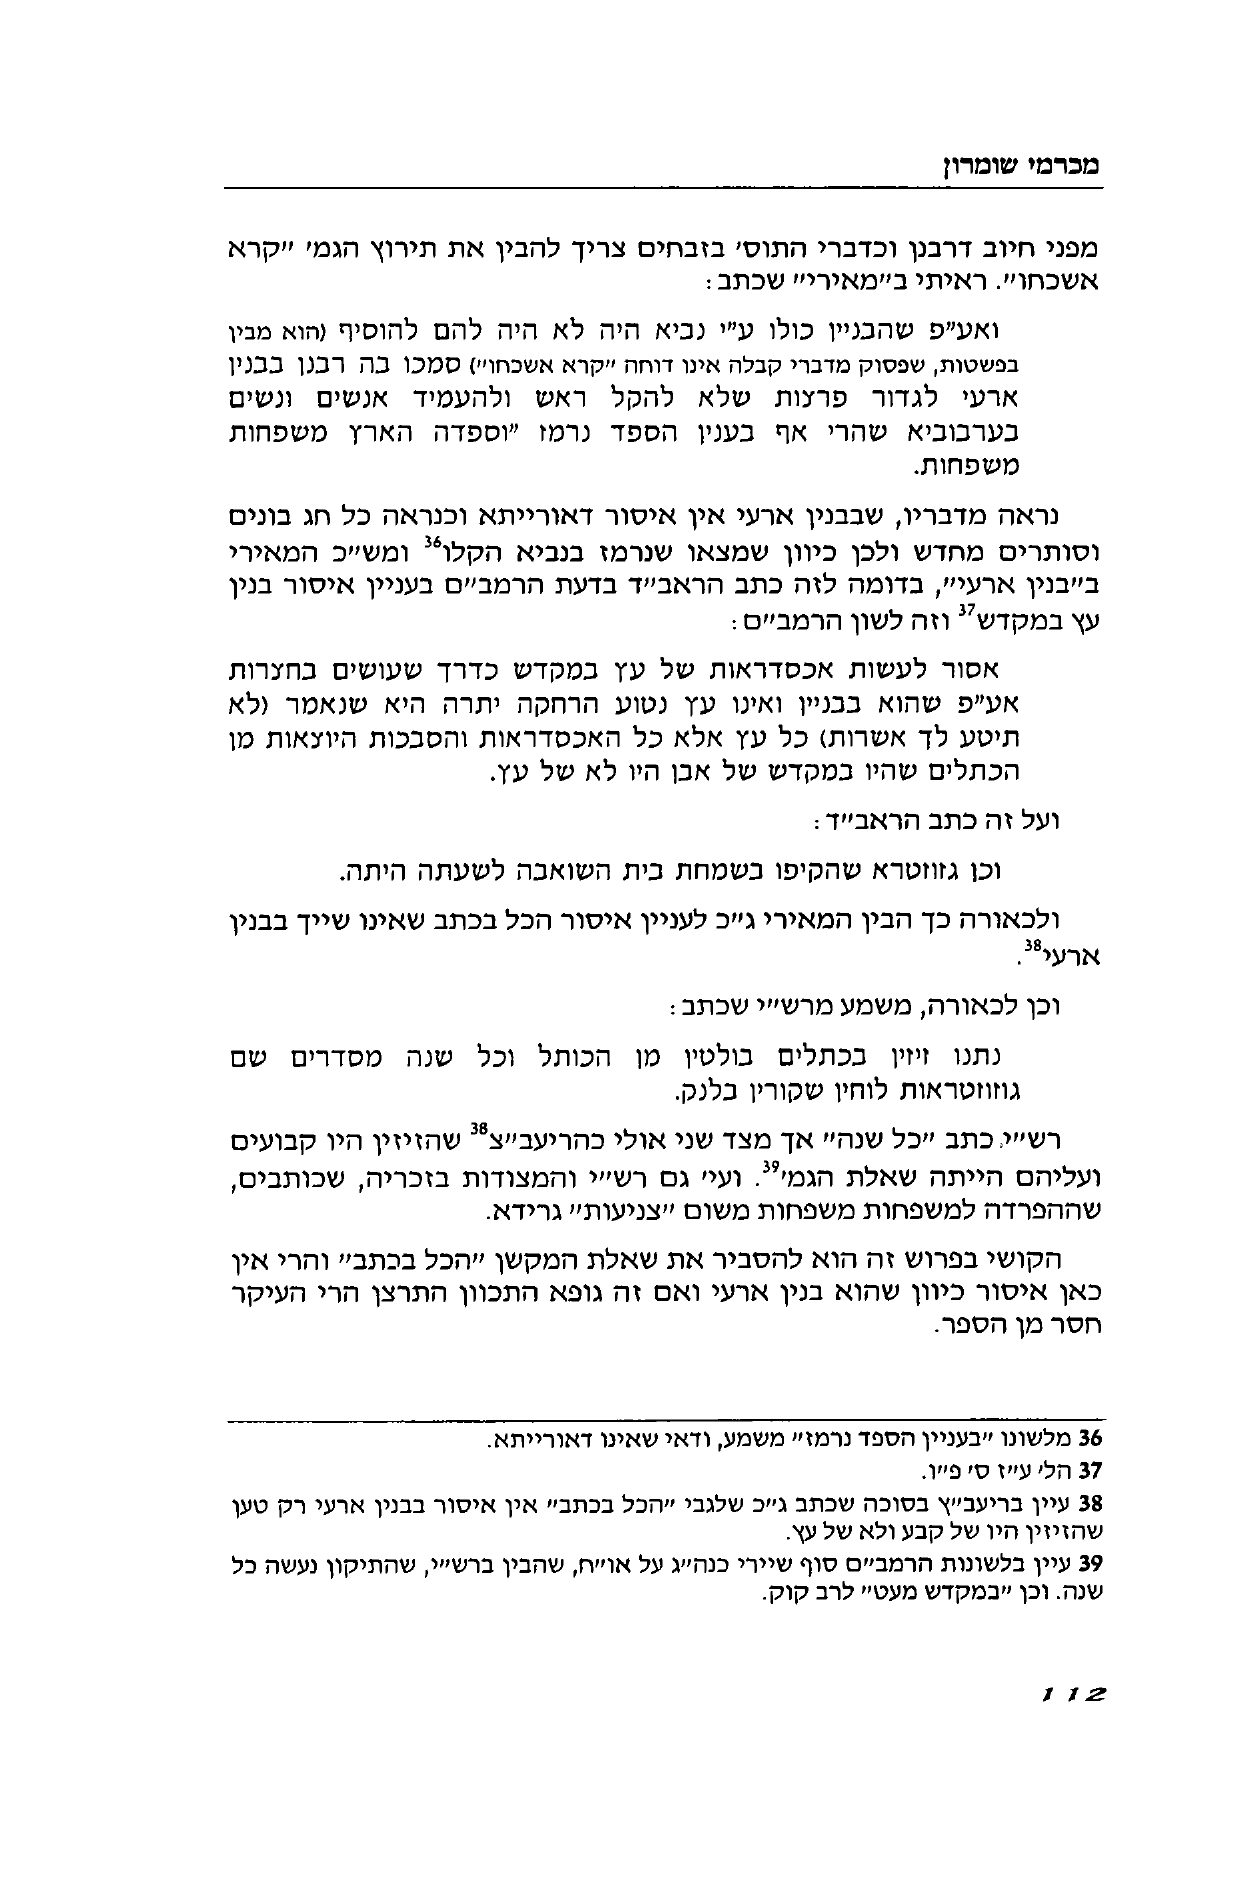 מכרמי שומרון
מפני חיוב דרבנן וכדברי התוס' בזבחים צריך להבין את תירוץ הגמ' "קרא
אשכחו". ראיתי ב"מאירי" שכתב:
ואע"פ שהבניין כולו ע"י נביא היה לא היה להם להוסיף (הוא מבין
בפשטות, שפסוק מדברי קבלה אינו דוחה "קרא אשכחו") סמכו בה רבנן בבנין
ארעי לגדור פרצות שלא להקל ראש ולהעמיד אנשים ונשים
בערבוביא שהרי אף בענין הספד נרמז "וספדה הארץ משפחות
משפחות.
נראה מדבריו, שבבנין ארעי אין איסור דאורייתא וכנראה כל חג בונים
וסותרים מחדש ולכן כיוון שמצאו שנרמז בנביא הקלו36 ומש"כ המאירי
ב"בנין ארעי", בדומה לזה כתב הראב"ד בדעת הרמב"ם בעניין איסור בנין
עץ במקדש37 וזה לשון הרמב"ם:
אסור לעשות אכסדראות של עץ במקדש כדרך שעושים בחצרות
אע"פ שהוא בבניין ואינו עץ נטוע הרחקה יתרה היא שנאמר (לא
תיטע לך אשרות) כל עץ אלא כל האכסדראות והסבכות היוצאות מן
הכתלים שהיו במקדש של אבן היו לא של עץ.
ועל זה כתב הראב"ד:
וכן גזוזטרא שהקיפו בשמחת בית השואבה לשעתה היתה.
ולכאורה כך הבין המאירי ג"כ לעניין איסור הכל בכתב שאינו שייך בבנין
ארעי38.
וכן לכאורה, משמע מרש"י שכתב:
נתנו זיזין בכתלים בולטין מן הכותל וכל שנה מסדרים שם
גוזוזטראות לוחין שקורין בלנק.
רש"י כתב "כל שנה" אך מצד שני אולי כהריעב"צ38 שהזיזין היו קבועים
ועליהם הייתה שאלת הגמ'39. ועי' גם רש"י והמצודות בזכריה, שכותבים,
שההפרדה למשפחות משפחות משום "צניעות" גרידא.
הקושי בפרוש זה הוא להסביר את שאלת המקשן "הכל בכתב" והרי אין
כאן איסור כיוון שהוא בנין ארעי ואם זה גופא התכוון התרצן הרי העיקר
חסר מן הספר.
36 מלשונו "בעניין הספד נרמז" משמע, ודאי שאינו דאורייתא.
37 הל' ע"ז ס' פ"ו.
38 עיין בריעב"ץ בסוכה שכתב ג"כ שלגבי "הכל בכתב" אין איסור בבנין ארעי רק טען
שהזיזין היו של קבע ולא של עץ.
39 עיין בלשונות הרמב"ם סוף שיירי כנה"ג על או"ח, שהבין ברש"י, שהתיקון נעשה כל
שנה. וכן "במקדש מעט" לרב קוק.
112